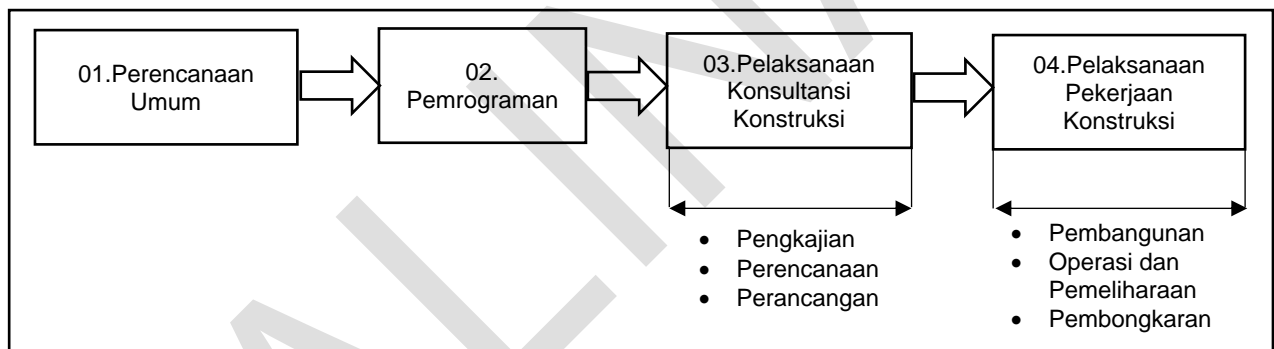 01.Perencanaan
Umum
02.
Pemrograman
03.Pelaksanaan
Konsultansi
Konstruksi
04.Pelaksanaan
Pekerjaan
Konstruksi
• Pengkajian
• Perencanaan
• Perancangan
• Pembangunan
• Operasi dan
Pemeliharaan
• Pembongkaran